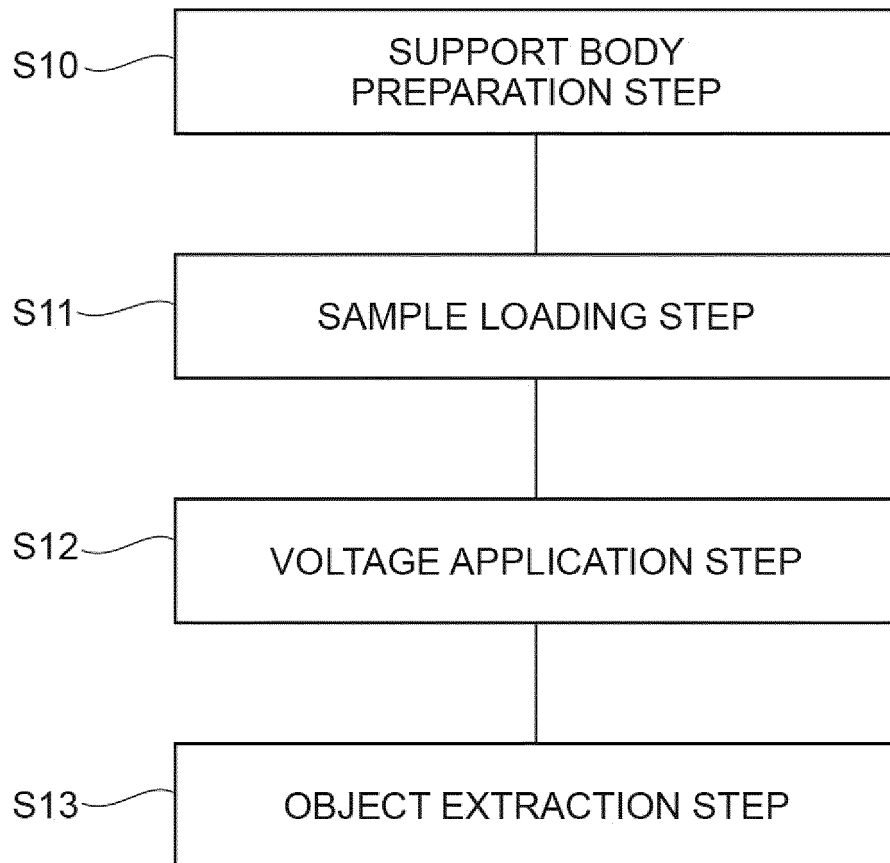 S10
SUPPORT BODY
PREPARATION STEP
S11
SAMPLE LOADING STEP
S12
VOLTAGE APPLICATION STEP
S13
OBJECT EXTRACTION STEP